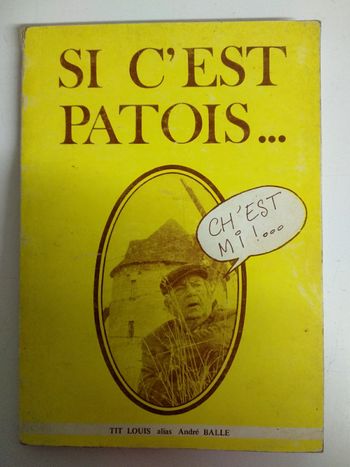 SI C'EST
PATOIS...
CH'EST
MI!...
TIT LOUIS alias André BALLE